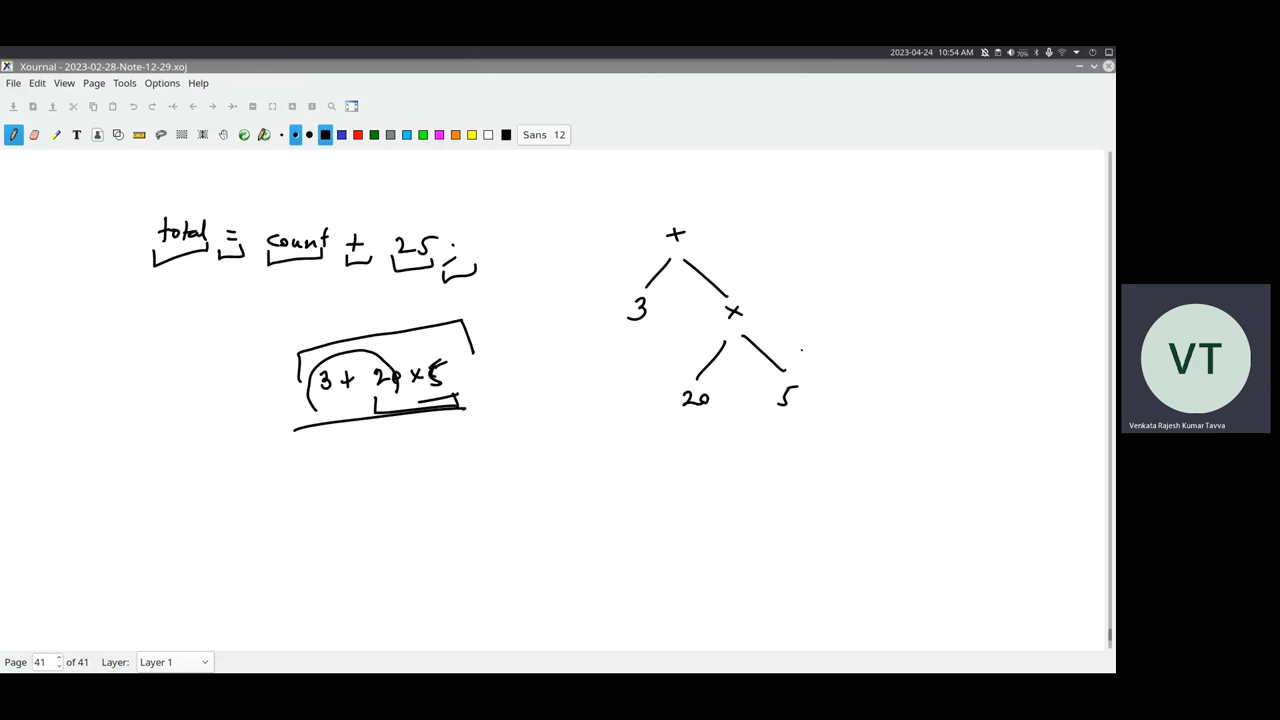 2023-04-24 10:54 AM
Xournal - 2023-02-28-Note-12-29.xoj
File Edit View Page Tools Options Help
Sans 12
total = count + 25 ;
+
3 ×
3 + 20 × 5
20 5
VT
Venkata Rajesh Kumar Tavva
Page 41 of 41 Layer: Layer 1